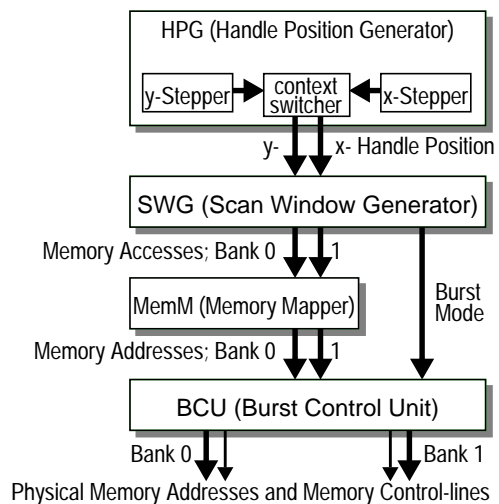 HPG (Handle Position Generator)
y-Stepper
context
switcher
x-Stepper
y-
x- Handle Position
SWG (Scan Window Generator)
Memory Accesses; Bank 0
1
Burst
Mode
MemM (Memory Mapper)
Memory Addresses; Bank 0
1
BCU (Burst Control Unit)
Bank 0
Bank 1
Physical Memory Addresses and Memory Control-lines